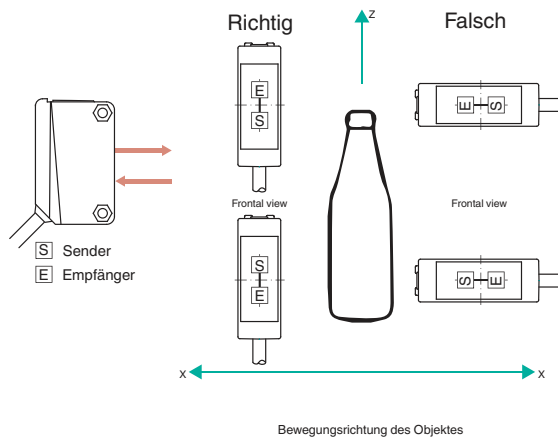 Richtig
Z
Falsch
E
S
E
S
Frontal view
Frontal view
S Sender
E Empfänger
S
E
S
E
x
x
Bewegungsrichtung des Objektes